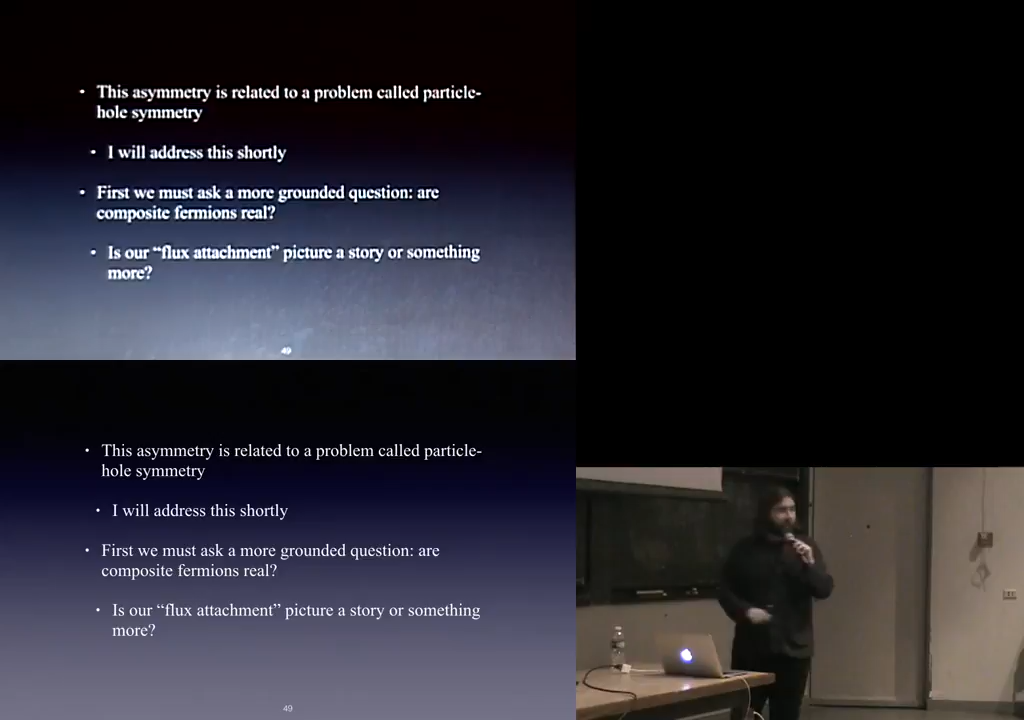 • This asymmetry is related to a problem called particle-
hole symmetry
• I will address this shortly
• First we must ask a more grounded question: are
composite fermions real?
• Is our “flux attachment” picture a story or something
more?
49
• This asymmetry is related to a problem called particle-
hole symmetry
• I will address this shortly
• First we must ask a more grounded question: are
composite fermions real?
• Is our “flux attachment” picture a story or something
more?
49